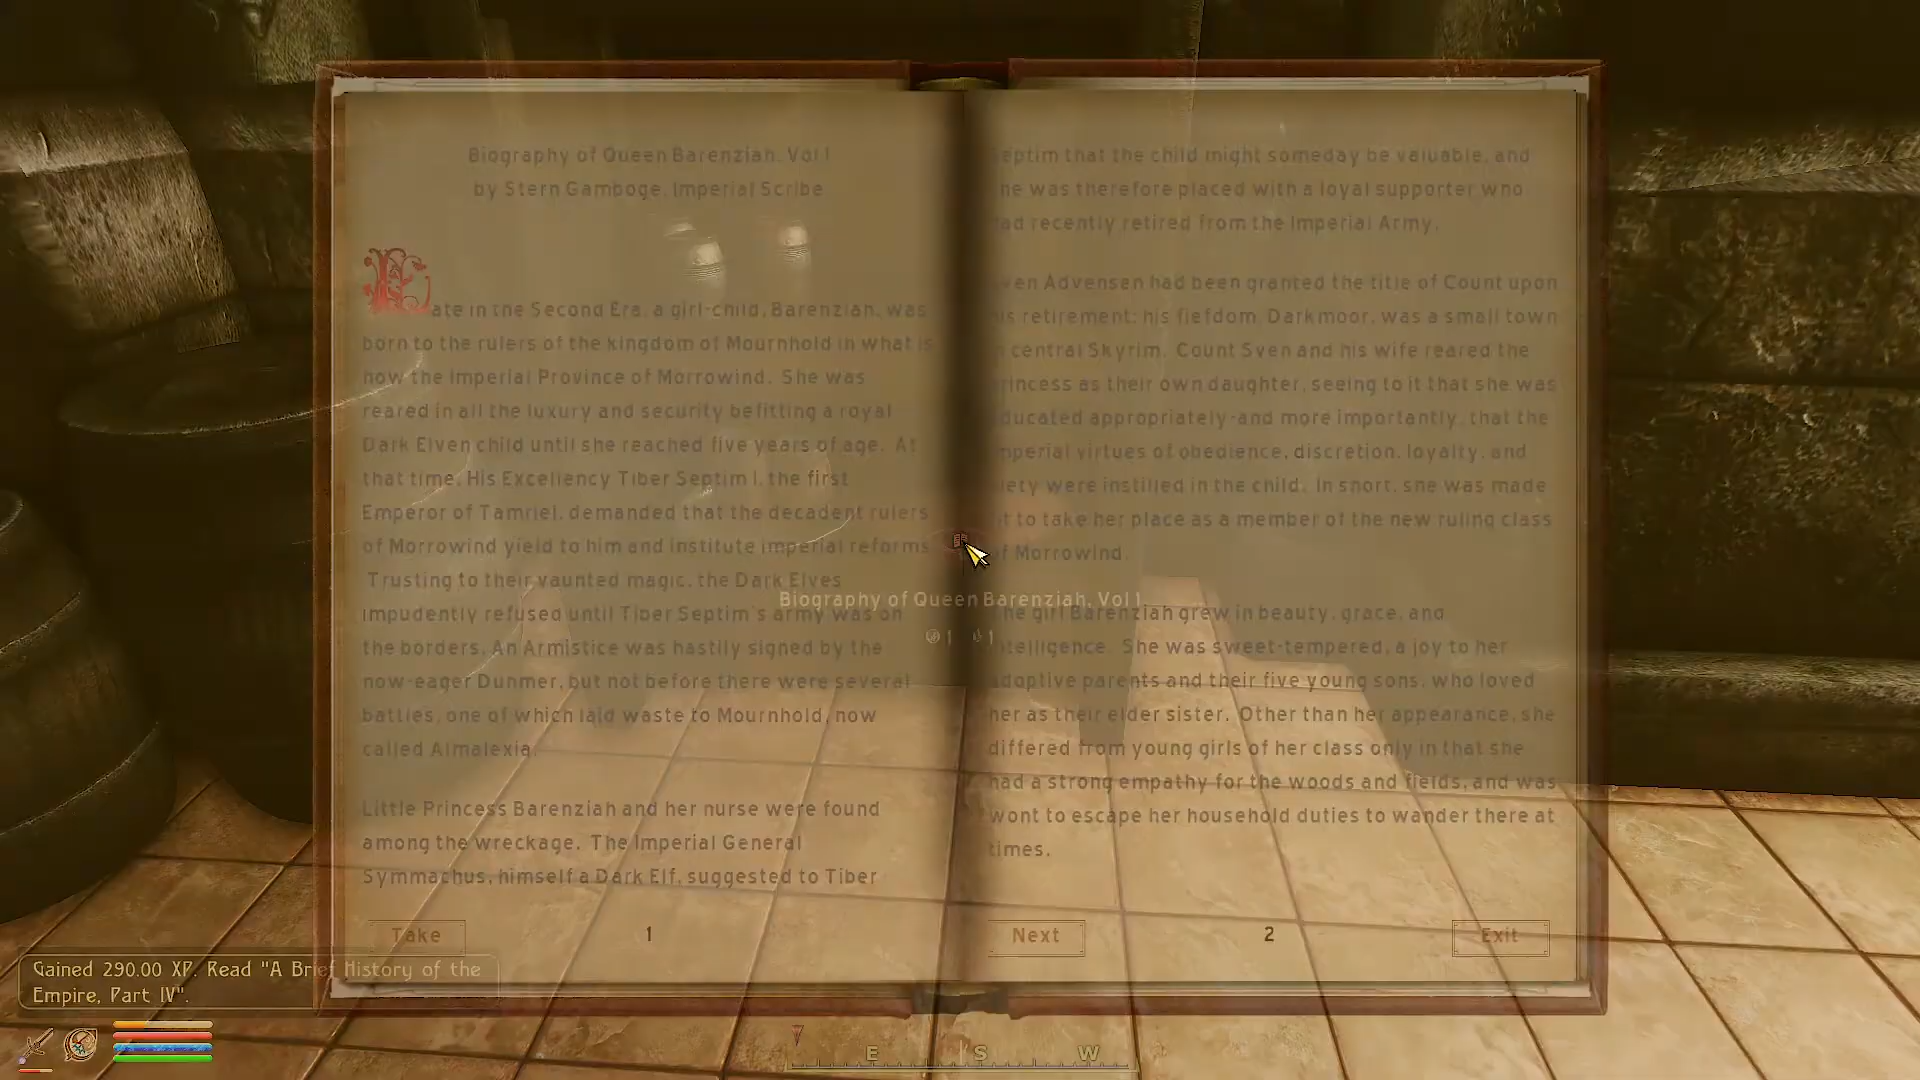 Biography of Queen Barenziah, Vol I
by Stern Gamboge, Imperial Scribe
Late in the Second Era, a girl-child, Barenziah, was
born to the rulers of the kingdom of Mournhold in what is
now the Imperial Province of Morrowind. She was
reared in all the luxury and security befitting a royal
Dark Elven child until she reached five years of age. At
that time, His Excellency Tiber Septim I, the first
Emperor of Tamriel, demanded that the decadent rulers
of Morrowind yield to him and institute imperial reforms.
Trusting to their vaunted magic, the Dark Elves
impudently refused until Tiber Septim's army was on
the borders. An Armistice was hastily signed by the
now-eager Dunmer, but not before there were several
battles, one of which laid waste to Mournhold, now
called Almalexia.
Little Princess Barenziah and her nurse were found
among the wreckage. The Imperial General
Symmachus, himself a Dark Elf, suggested to Tiber
Take
1
eptim that the child might someday be valuable, and
he was therefore placed with a loyal supporter who
ad recently retired from the Imperial Army.
ven Advensen had been granted the title of Count upon
is retirement; his fiefdom, Darkmoor, was a small town
central Skyrim. Count Sven and his wife reared the
rincess as their own daughter, seeing to it that she was
ducated appropriately-and more importantly, that the
mperial virtues of obedience, discretion, loyalty, and
iety were instilled in the child. In short, she was made
it to take her place as a member of the new ruling class
of Morrowind.
he girl Barenziah grew in beauty, grace, and
ntelligence. She was sweet-tempered, a joy to her
adoptive parents and their five young sons, who loved
her as their elder sister. Other than her appearance, she
differed from young girls of her class only in that she
had a strong empathy for the woods and fields, and was
wont to escape her household duties to wander there at
times.
Next
2
Exit
Biography of Queen Barenziah, Vol I
1 1
Gained 290.00 XP. Read "A Brief History of the
Empire, Part IV".
E S W